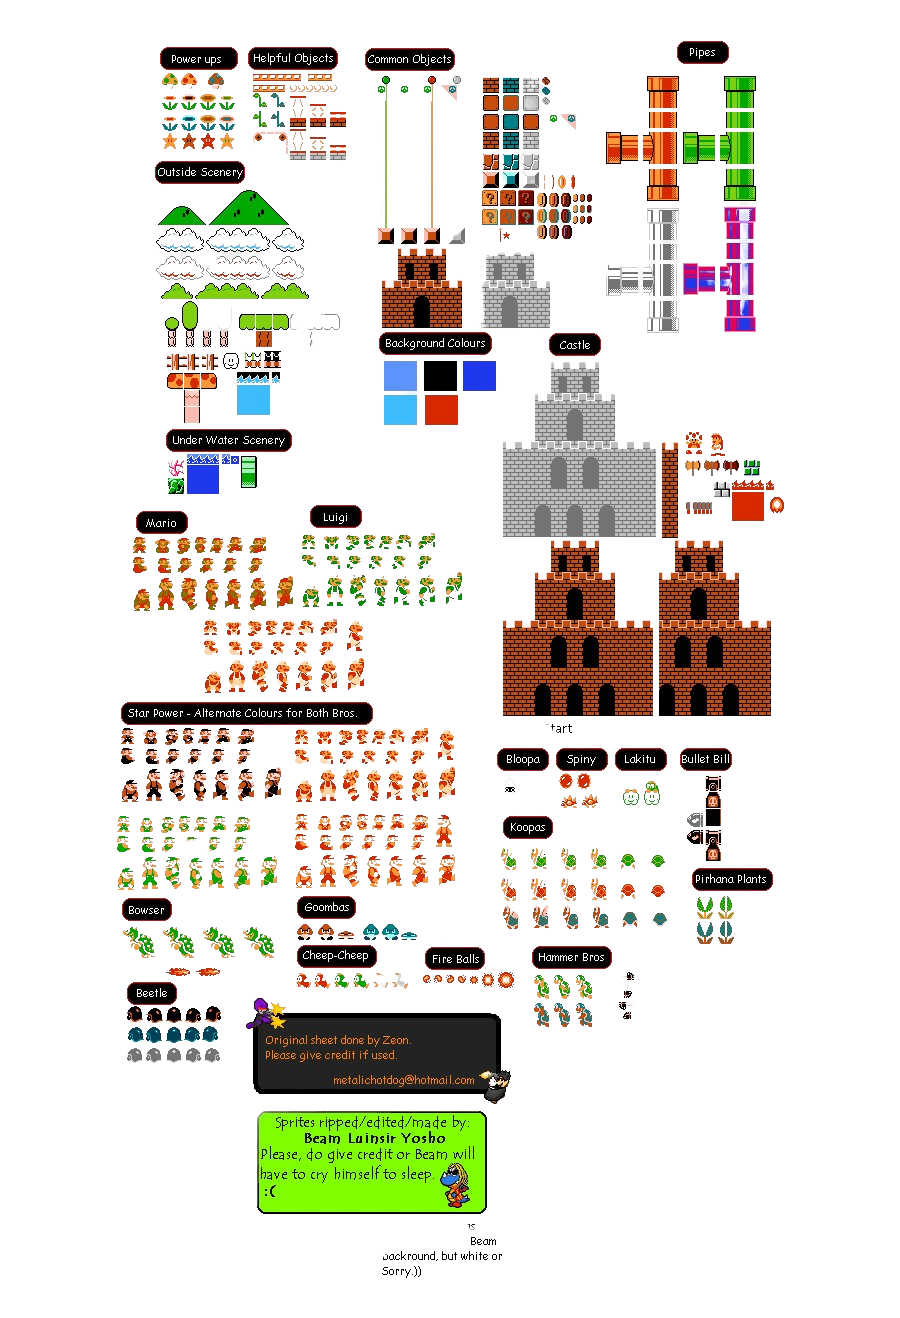 Power ups
Helpful Objects
Common Objects
Pipes
Outside Scenery
Background Colours
Castle
Under Water Scenery
Mario
Luigi
Star Power - Alternate Colours for Both Bros.
tart
Bloopa
Spiny
Lakitu
Bullet Bill
Koopas
Pirhana Plants
Bowser
Goombas
Cheep-Cheep
Fire Balls
Hammer Bros
Beetle
Original sheet done by Zeon.
Please give credit if used.
metalichotdog@hotmail.com
Sprites ripped/edited/made by:
Beam Luinsir Yosho
Please, do give credit or Beam will
have to cry himself to sleep.
:(
is
Beam
backround, but white or
Sorry.))